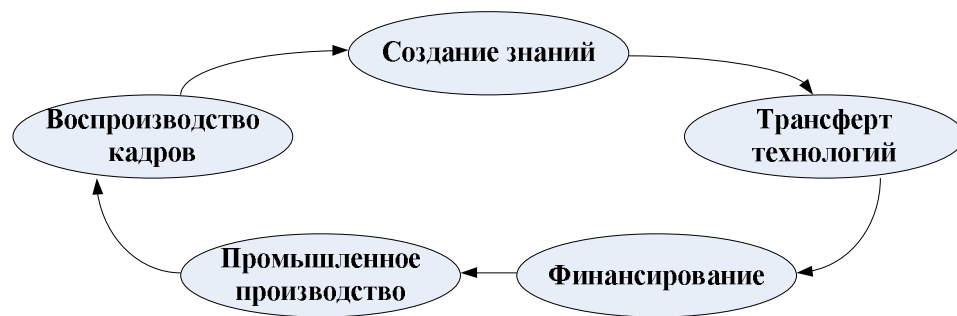 Создание знаний
Воспроизводство
кадров
Трансферт
технологий
Промышленное
производство
Финансирование